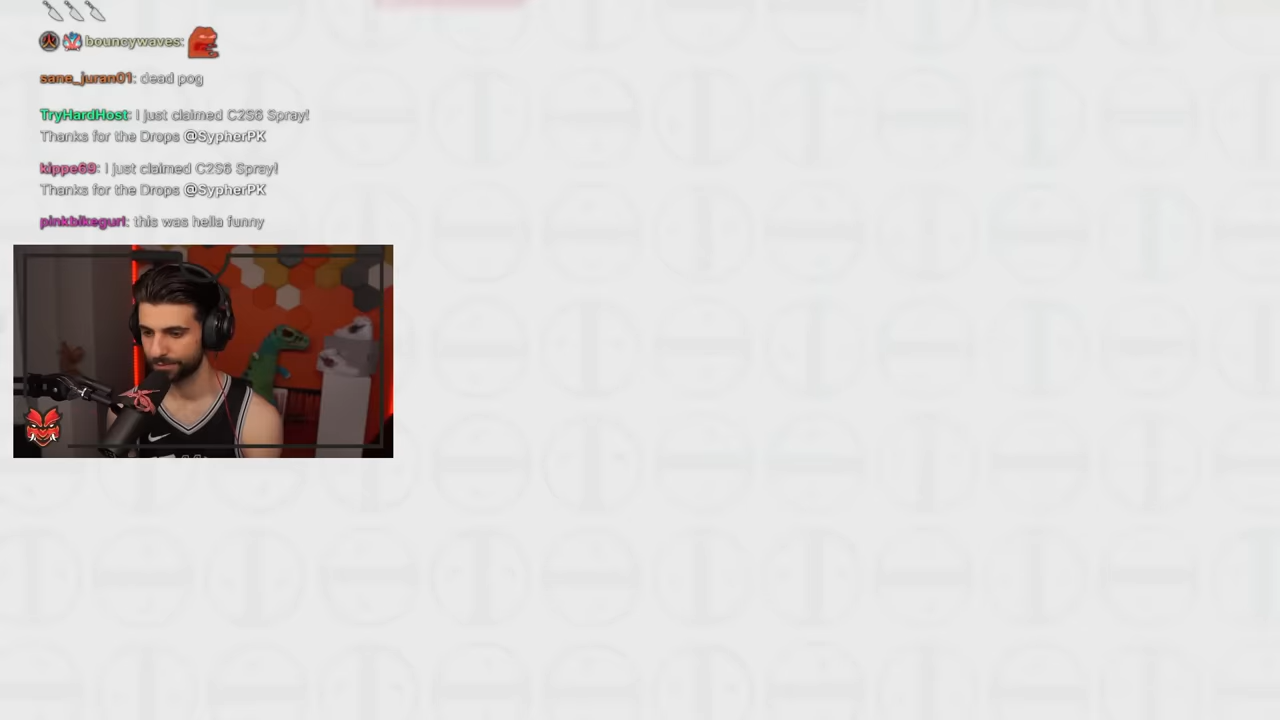 bouncywaves:
sane_juran01: dead pog
TryHardHost: I just claimed C2S6 Spray!
Thanks for the Drops @SypherPK
kippe69: I just claimed C2S6 Spray!
Thanks for the Drops @SypherPK
pinkbikegurl: this was hella funny